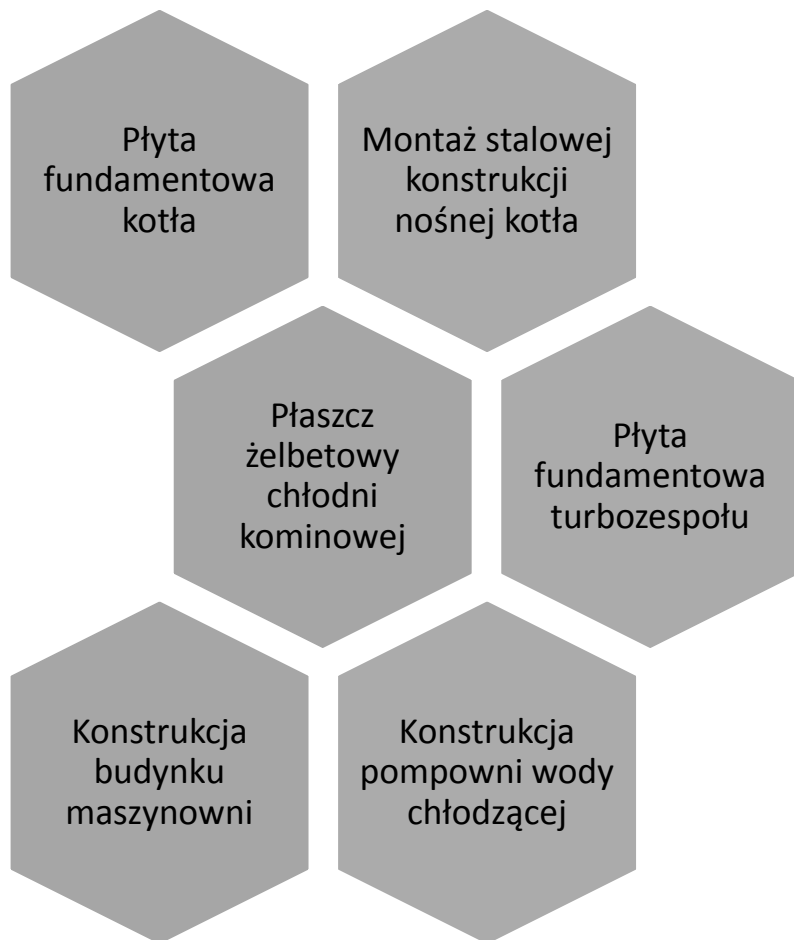 Płyta
fundamentowa
kotła
Montaż stalowej
konstrukcji
nośnej kotła
Płaszcz
żelbetowy
chłodni
kominowej
Płyta
fundamentowa
turbozespołu
Konstrukcja
budynku
maszynowni
Konstrukcja
pompowni wody
chłodzącej